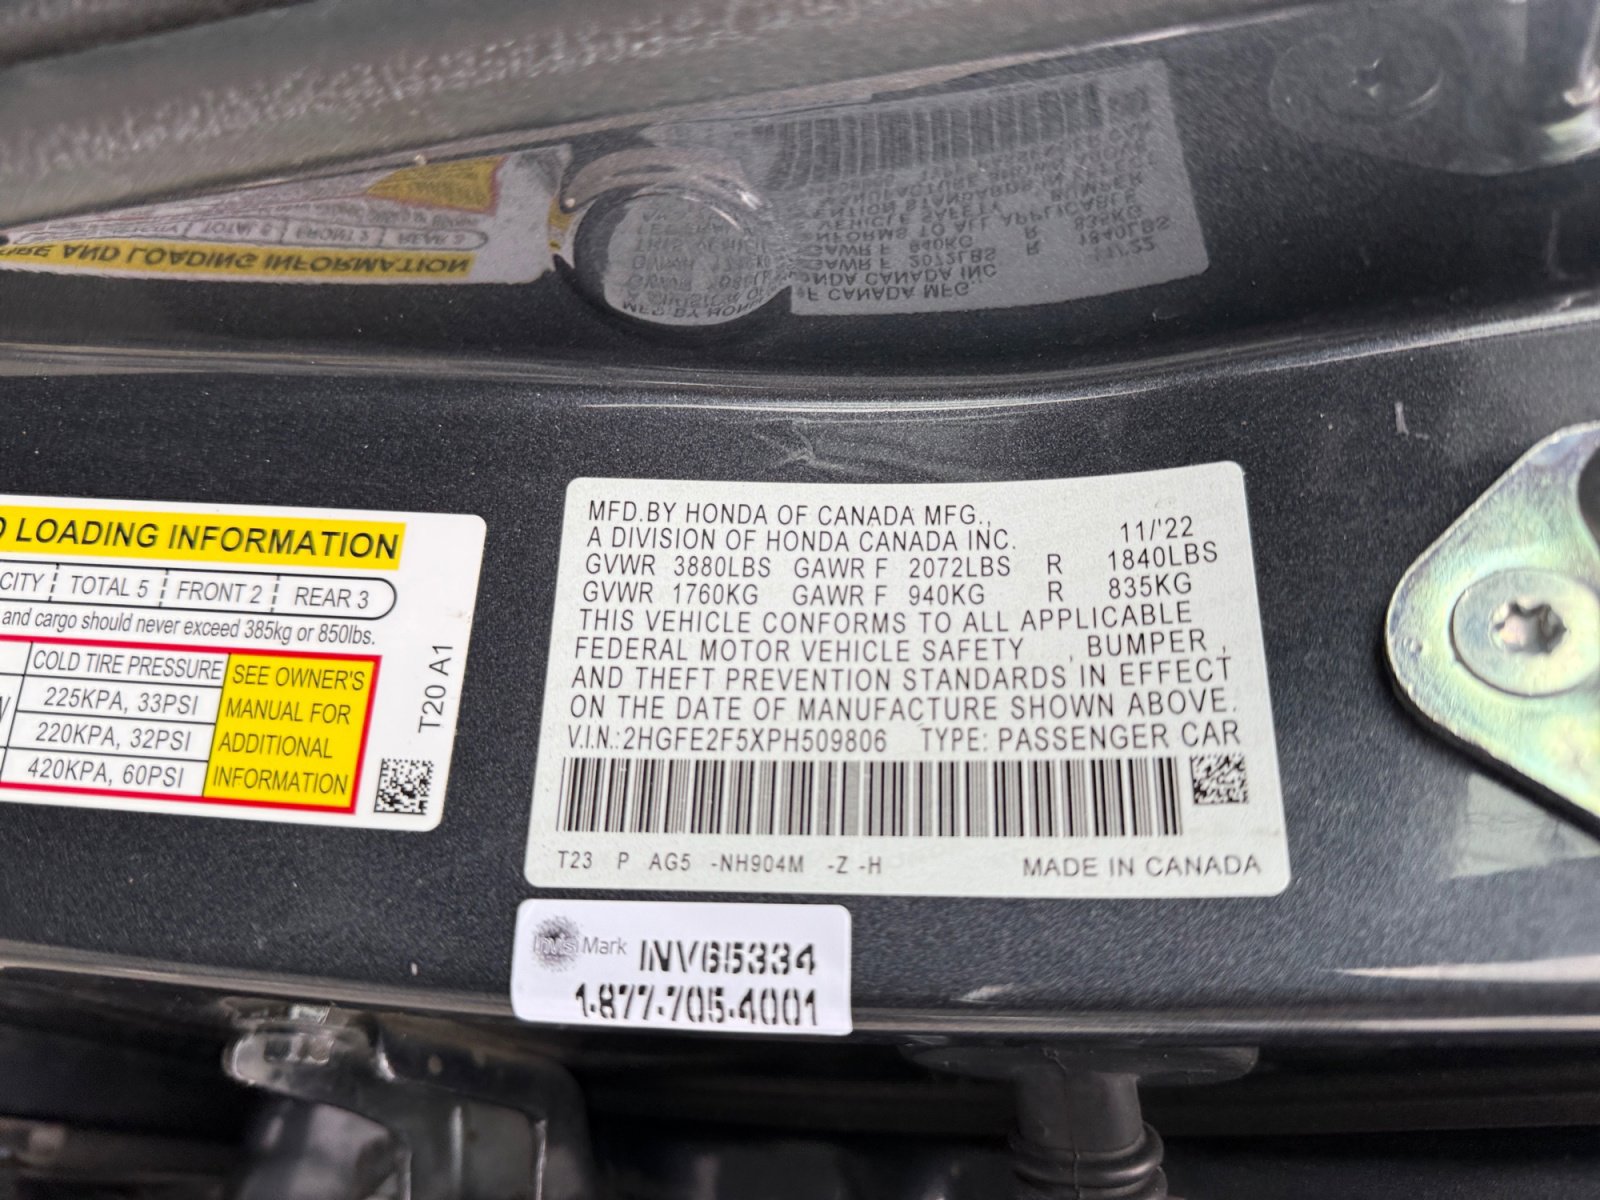 LOADING INFORMATION
CITY TOTAL 5 FRONT 2 REAR 3
and cargo should never exceed 385kg or 850lbs.
COLD TIRE PRESSURE
225KPA, 33PSI
220KPA, 32PSI
420KPA, 60PSI
SEE OWNER'S
MANUAL FOR
ADDITIONAL
INFORMATION
T20 A1
MFD.BY HONDA OF CANADA MFG.,
A DIVISION OF HONDA CANADA INC. 11/'22
GVWR 3880LBS GAWR F 2072LBS R 1840LBS
GVWR 1760KG GAWR F 940KG R 835KG
THIS VEHICLE CONFORMS TO ALL APPLICABLE
FEDERAL MOTOR VEHICLE SAFETY , BUMPER ,
AND THEFT PREVENTION STANDARDS IN EFFECT
ON THE DATE OF MANUFACTURE SHOWN ABOVE.
V.I.N.:2HGFE2F5XPH509806 TYPE: PASSENGER CAR
T23 P AG5 -NH904M -Z -H MADE IN CANADA
InvisiMark INV65334
1-877-705-4001